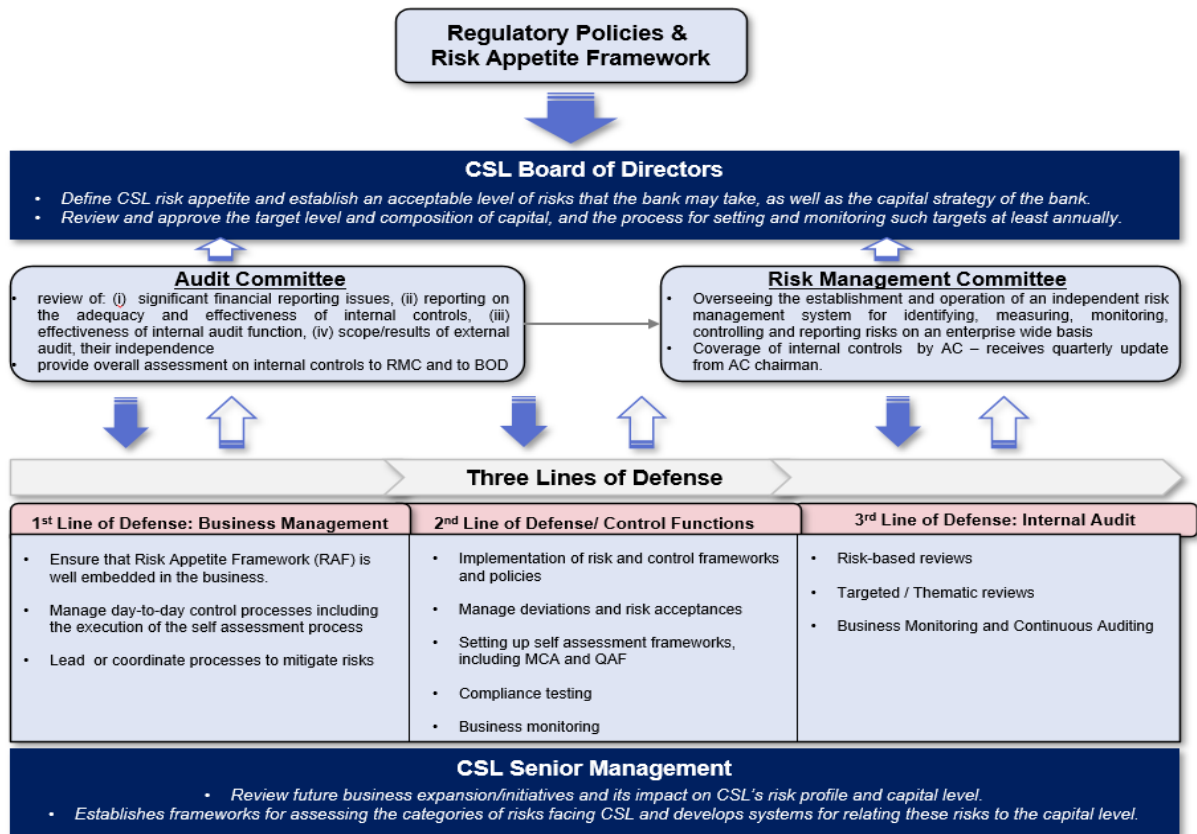 Regulatory Policies &
Risk Appetite Framework
CSL Board of Directors
• Define CSL risk appetite and establish an acceptable level of risks that the bank may take, as well as the capital strategy of the bank.
• Review and approve the target level and composition of capital, and the process for setting and monitoring such targets at least annually.
Audit Committee
• review of: (i) significant financial reporting issues, (ii) reporting on
the adequacy and effectiveness of internal controls, (iii)
effectiveness of internal audit function, (iv) scope/results of external
audit, their independence
• provide overall assessment on internal controls to RMC and to BOD
Risk Management Committee
• Overseeing the establishment and operation of an independent risk
management system for identifying, measuring, monitoring,
controlling and reporting risks on an enterprise wide basis
• Coverage of internal controls by AC – receives quarterly update
from AC chairman.
Three Lines of Defense
1st Line of Defense: Business Management
• Ensure that Risk Appetite Framework (RAF) is
well embedded in the business.
• Manage day-to-day control processes including
the execution of the self assessment process
• Lead or coordinate processes to mitigate risks
2nd Line of Defense/ Control Functions
• Implementation of risk and control frameworks
and policies
• Manage deviations and risk acceptances
• Setting up self assessment frameworks,
including MCA and QAF
• Compliance testing
• Business monitoring
3rd Line of Defense: Internal Audit
• Risk-based reviews
• Targeted / Thematic reviews
• Business Monitoring and Continuous Auditing
CSL Senior Management
• Review future business expansion/initiatives and its impact on CSL's risk profile and capital level.
• Establishes frameworks for assessing the categories of risks facing CSL and develops systems for relating these risks to the capital level.